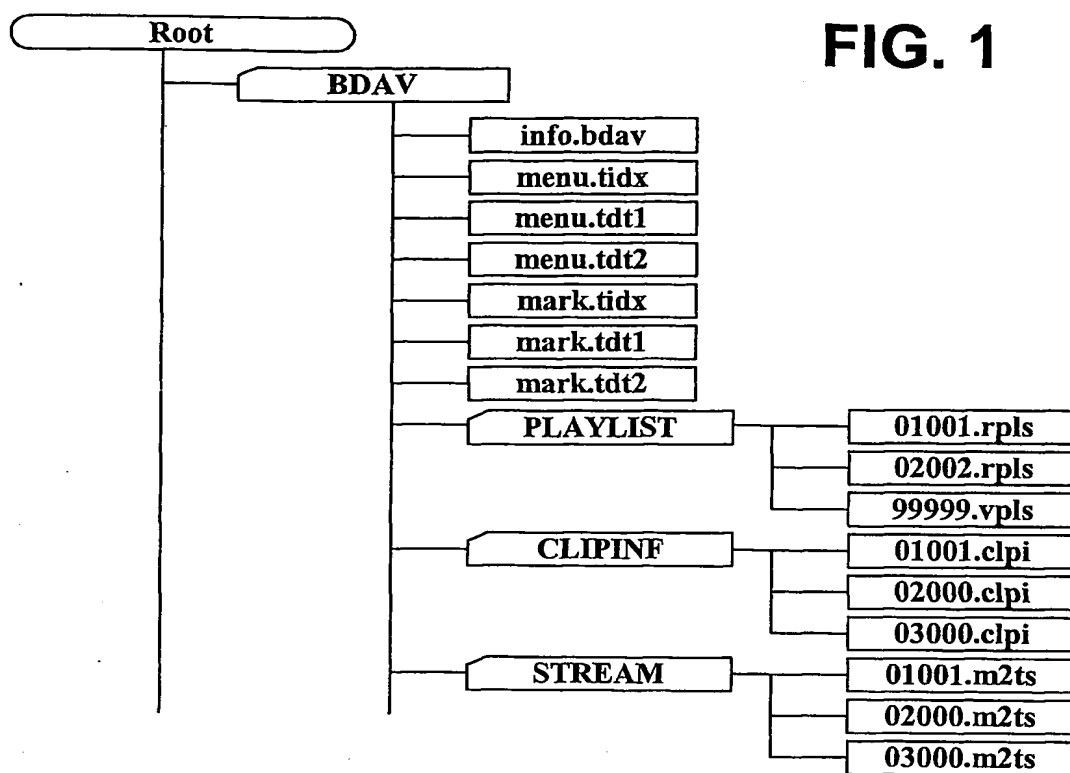 Root
FIG. 1
BDAV
info.bdav
menu.tidx
menu.tdt1
menu.tdt2
mark.tidx
mark.tdt1
mark.tdt2
PLAYLIST
01001.rpls
02002.rpls
99999.vpls
CLIPINF
01001.clpi
02000.clpi
03000.clpi
STREAM
01001.m2ts
02000.m2ts
03000.m2ts